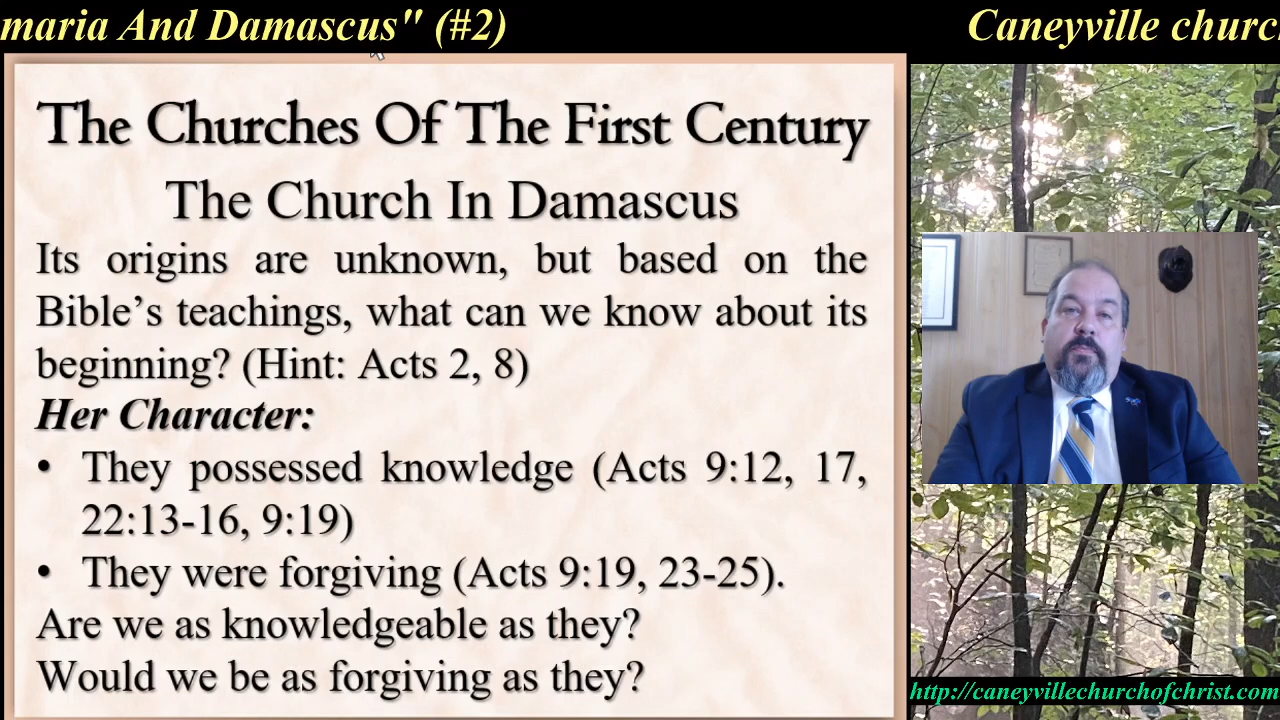 maria And Damascus" (#2)
Caneyville churc
The Churches Of The First Century
The Church In Damascus
Its origins are unknown, but based on the
Bible’s teachings, what can we know about its
beginning? (Hint: Acts 2, 8)
Her Character:
• They possessed knowledge (Acts 9:12, 17,
22:13-16, 9:19)
• They were forgiving (Acts 9:19, 23-25).
Are we as knowledgeable as they?
Would we be as forgiving as they?
http://caneyvillechurchofchrist.com